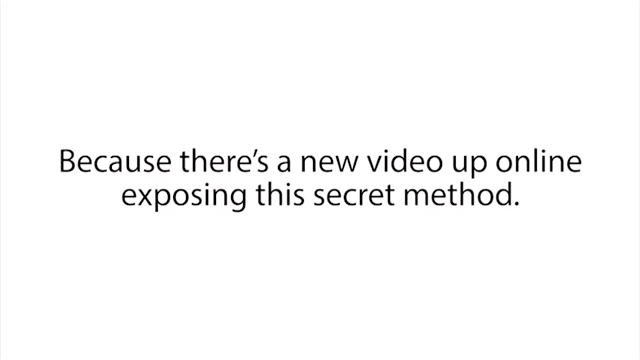 Because there’s a new video up online
exposing this secret method.